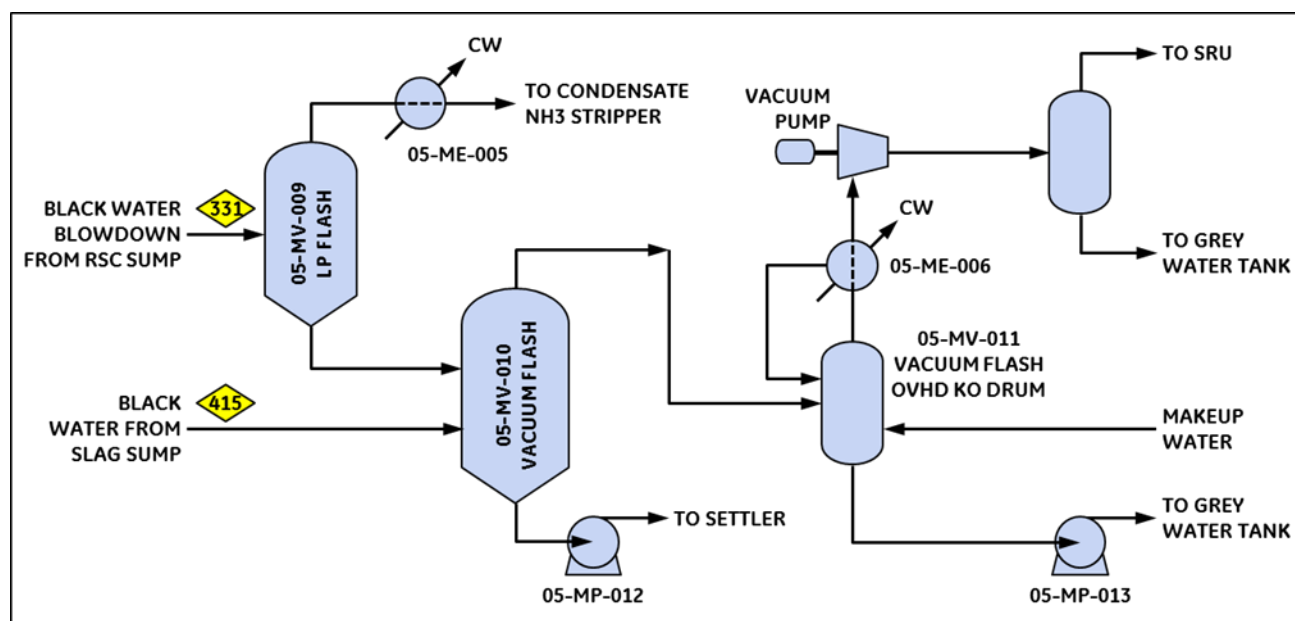 CW
TO CONDENSATE
NH3 STRIPPER
05-ME-005
VACUUM
PUMP
TO SRU
331
BLACK WATER
BLOWDOWN
FROM RSC SUMP
05-MV-009
LP FLASH
CW
05-ME-006
TO GREY
WATER TANK
415
BLACK
WATER FROM
SLAG SUMP
05-MV-010
VACUUM FLASH
05-MV-011
VACUUM FLASH
OVHD KO DRUM
MAKEUP
WATER
TO SETTLER
05-MP-012
TO GREY
WATER TANK
05-MP-013